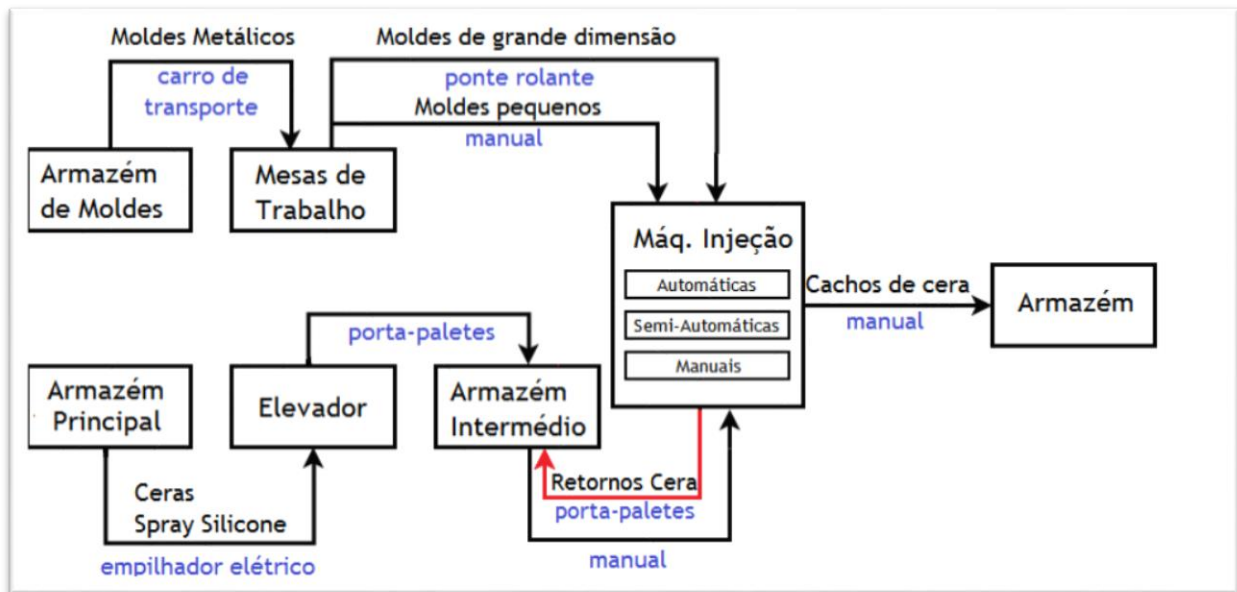 Moldes Metálicos
carro de
transporte
Moldes de grande dimensão
ponte rolante
Moldes pequenos
manual
Armazém
de Moldes
Mesas de
Trabalho
Máq. Injeção
Automáticas
Semi-Automáticas
Manuais
Cachos de cera
manual
Armazém
porta-paletes
Armazém
Principal
Elevador
Armazém
Intermédio
Ceras
Spray Silicone
empilhador elétrico
Retornos Cera
porta-paletes
manual